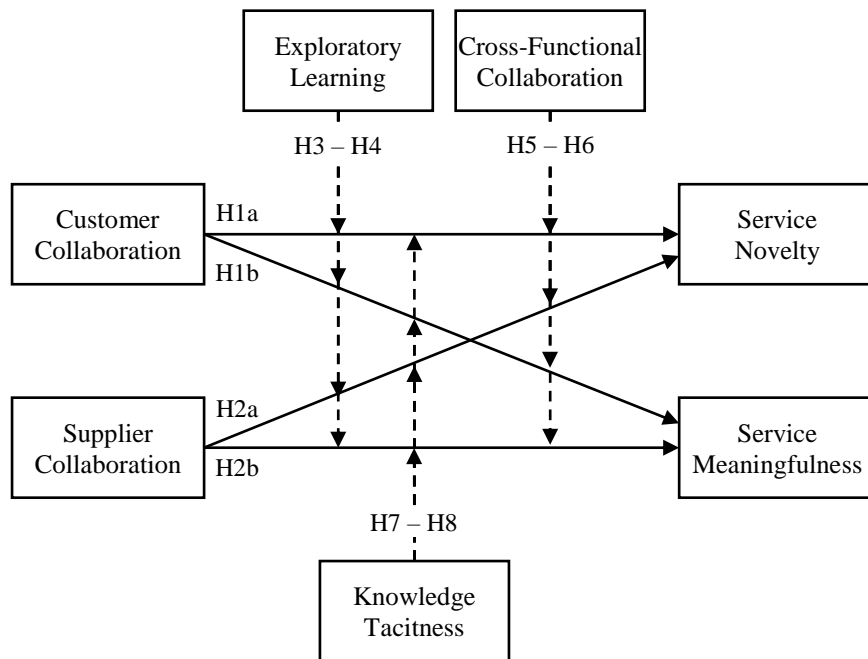 Exploratory
Learning
Cross-Functional
Collaboration
H3 – H4
H5 – H6
Customer
Collaboration
H1a
H1b
Service
Novelty
Supplier
Collaboration
H2a
H2b
Service
Meaningfulness
H7 – H8
Knowledge
Tacitness